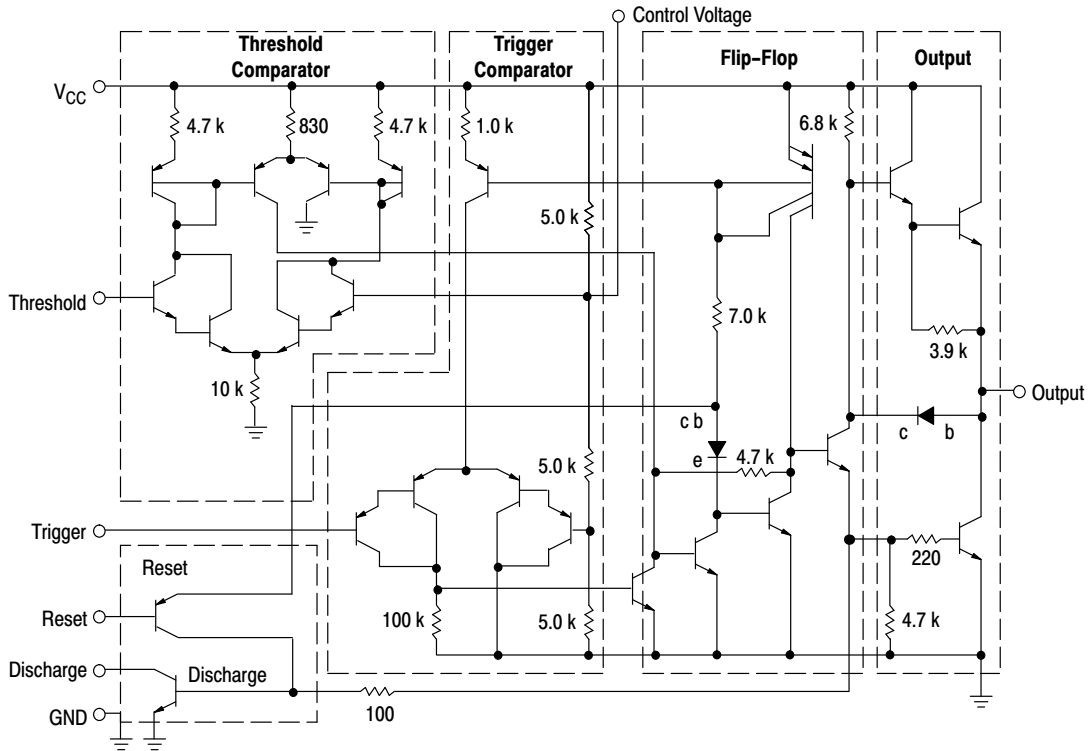 Control Voltage
Threshold
Comparator
Trigger
Comparator
Flip–Flop
Output
VCC
4.7 k
830
4.7 k
1.0 k
6.8 k
5.0 k
Threshold
7.0 k
3.9 k
10 k
Output
c b
c
b
e
4.7 k
5.0 k
Trigger
220
Reset
Reset
100 k
5.0 k
4.7 k
Discharge
Discharge
100
GND